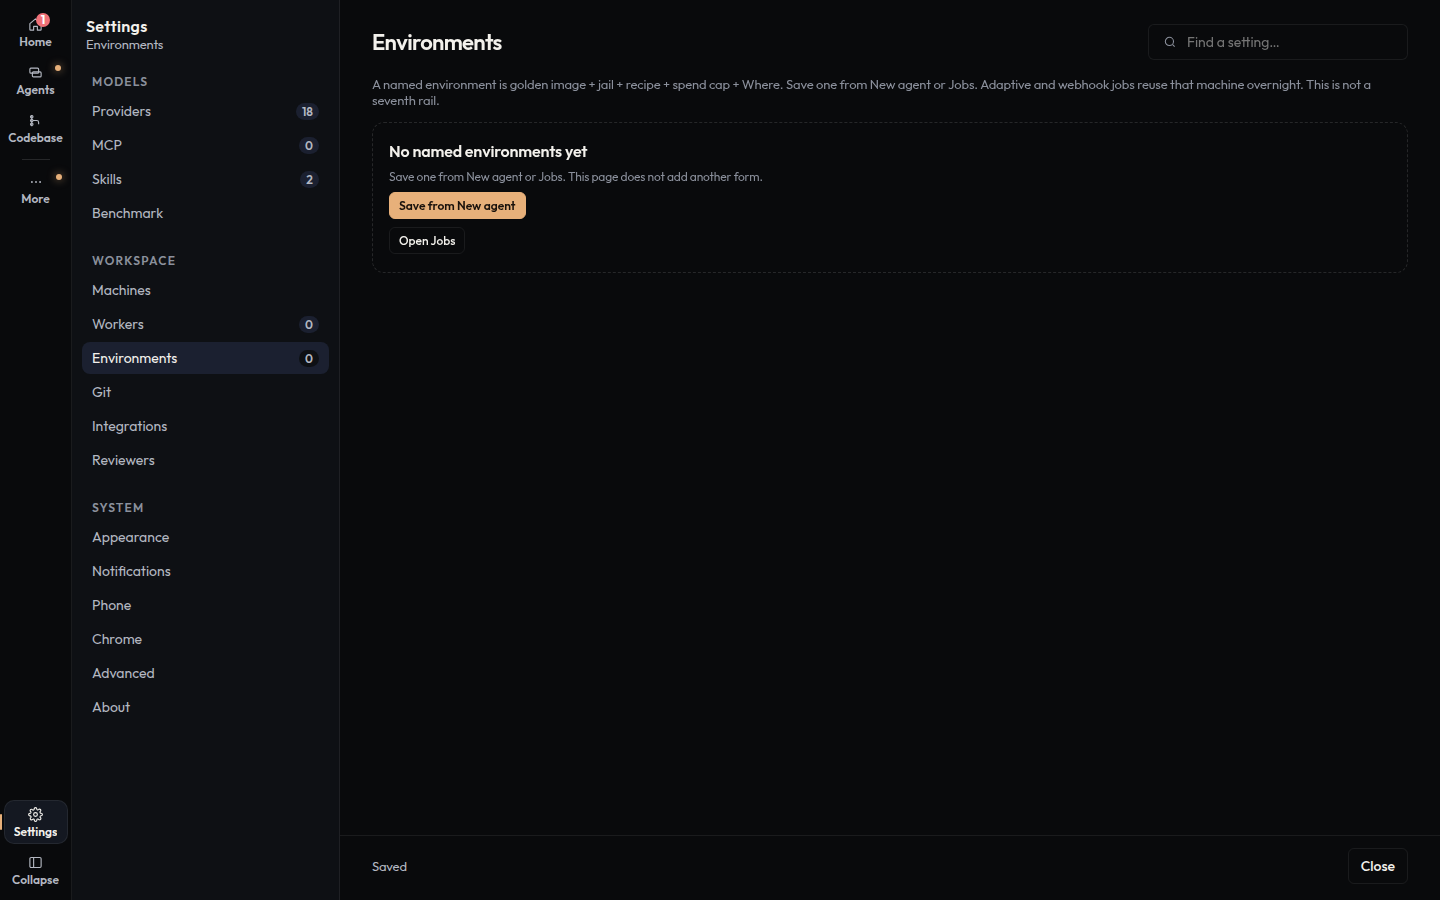 1
Home
Agents
Codebase
...
More
Settings
Collapse
Settings
Environments
MODELS
Providers 18
MCP 0
Skills 2
Benchmark
WORKSPACE
Machines
Workers 0
Environments 0
Git
Integrations
Reviewers
SYSTEM
Appearance
Notifications
Phone
Chrome
Advanced
About
Environments
Find a setting...
A named environment is golden image + jail + recipe + spend cap + Where. Save one from New agent or Jobs. Adaptive and webhook jobs reuse that machine overnight. This is not a
seventh rail.
No named environments yet
Save one from New agent or Jobs. This page does not add another form.
Save from New agent
Open Jobs
Saved
Close